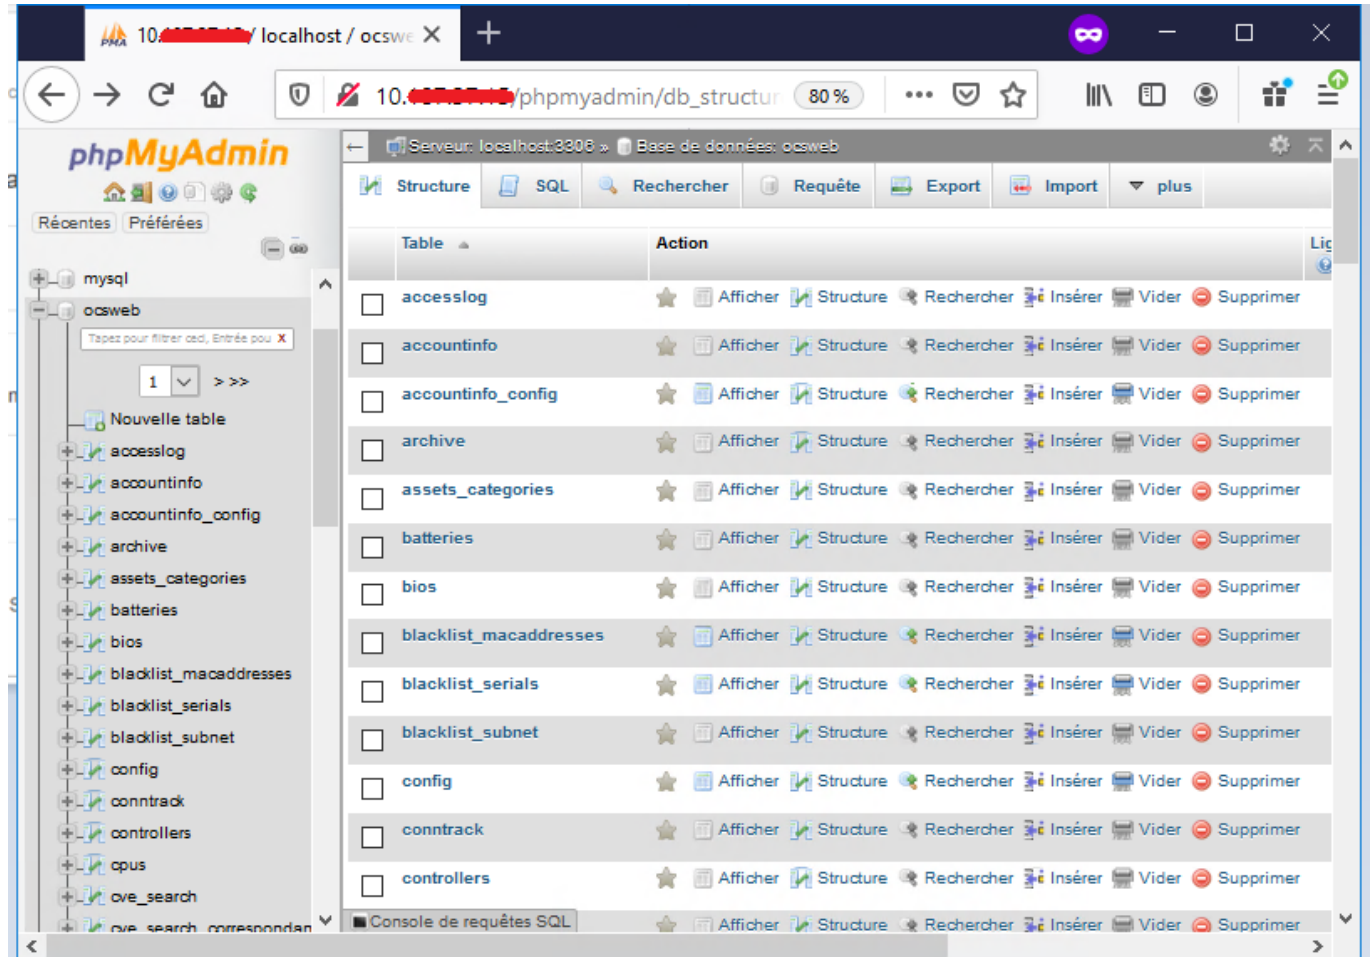 PMA 10. / localhost / ocswe
10. /phpmyadmin/db_structur 80 %
phpMyAdmin
Récentes Préférées
mysql
ocsweb
Tapez pour filtrer ceci, Entrée pou X
1 > >>
Nouvelle table
accesslog
accountinfo
accountinfo_config
archive
assets_categories
batteries
bios
blacklist_macaddresses
blacklist_serials
blacklist_subnet
config
conntrack
controllers
cpus
cve_search
cve_search_correspondan
Serveur: localhost:3306 » Base de données: ocsweb
Structure SQL Rechercher Requête Export Import plus
Table Action Lig
accesslog Afficher Structure Rechercher Insérer Vider Supprimer
accountinfo Afficher Structure Rechercher Insérer Vider Supprimer
accountinfo_config Afficher Structure Rechercher Insérer Vider Supprimer
archive Afficher Structure Rechercher Insérer Vider Supprimer
assets_categories Afficher Structure Rechercher Insérer Vider Supprimer
batteries Afficher Structure Rechercher Insérer Vider Supprimer
bios Afficher Structure Rechercher Insérer Vider Supprimer
blacklist_macaddresses Afficher Structure Rechercher Insérer Vider Supprimer
blacklist_serials Afficher Structure Rechercher Insérer Vider Supprimer
blacklist_subnet Afficher Structure Rechercher Insérer Vider Supprimer
config Afficher Structure Rechercher Insérer Vider Supprimer
conntrack Afficher Structure Rechercher Insérer Vider Supprimer
controllers Afficher Structure Rechercher Insérer Vider Supprimer
Afficher Structure Rechercher Insérer Vider Supprimer
Console de requêtes SQL